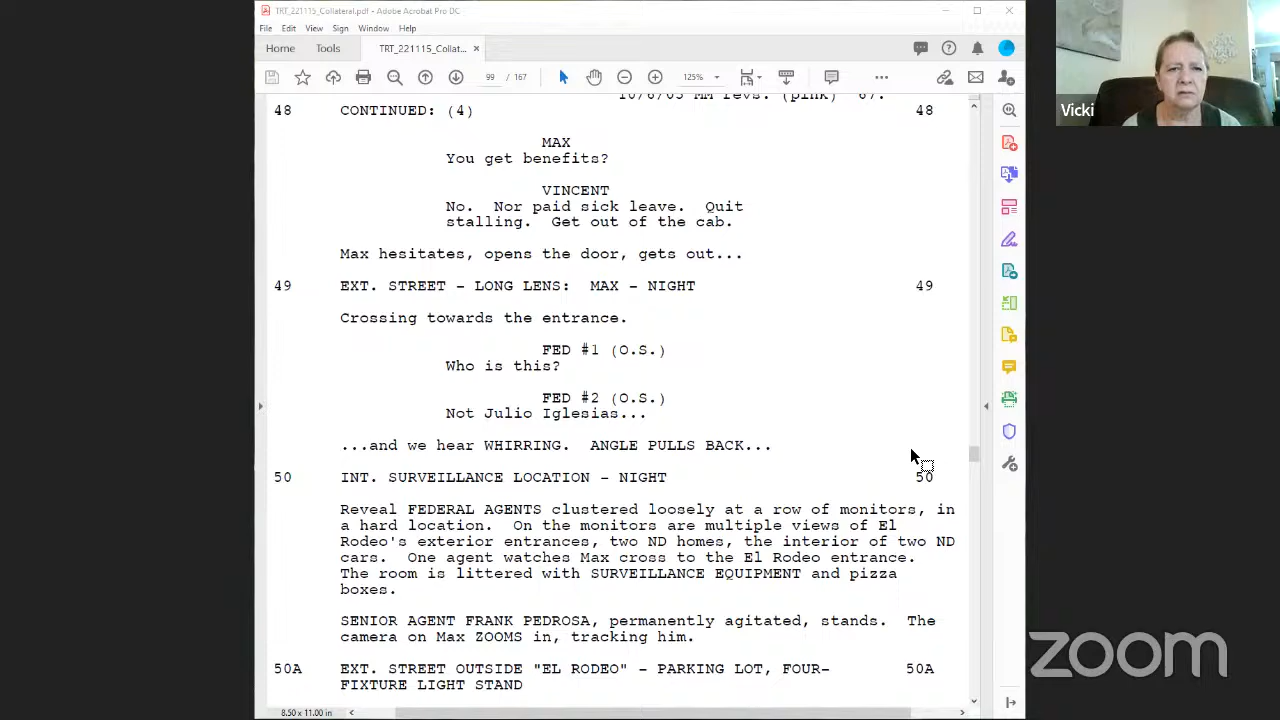 TRT_221115_Collateral.pdf - Adobe Acrobat Pro DC
File Edit View Sign Window Help
Home Tools TRT_221115_Collat... ×
99 / 167 125%
10/6/03 MM revs. (pink) 67.
48 CONTINUED: (4) 48
MAX
You get benefits?
VINCENT
No. Nor paid sick leave. Quit
stalling. Get out of the cab.
Max hesitates, opens the door, gets out...
49 EXT. STREET - LONG LENS: MAX - NIGHT 49
Crossing towards the entrance.
FED #1 (O.S.)
Who is this?
FED #2 (O.S.)
Not Julio Iglesias...
...and we hear WHIRRING. ANGLE PULLS BACK...
50 INT. SURVEILLANCE LOCATION - NIGHT 50
Reveal FEDERAL AGENTS clustered loosely at a row of monitors, in
a hard location. On the monitors are multiple views of El
Rodeo's exterior entrances, two ND homes, the interior of two ND
cars. One agent watches Max cross to the El Rodeo entrance.
The room is littered with SURVEILLANCE EQUIPMENT and pizza
boxes.
SENIOR AGENT FRANK PEDROSA, permanently agitated, stands. The
camera on Max ZOOMS in, tracking him.
50A EXT. STREET OUTSIDE "EL RODEO" - PARKING LOT, FOUR- 50A
FIXTURE LIGHT STAND
8.50 x 11.00 in
Vicki
zoom